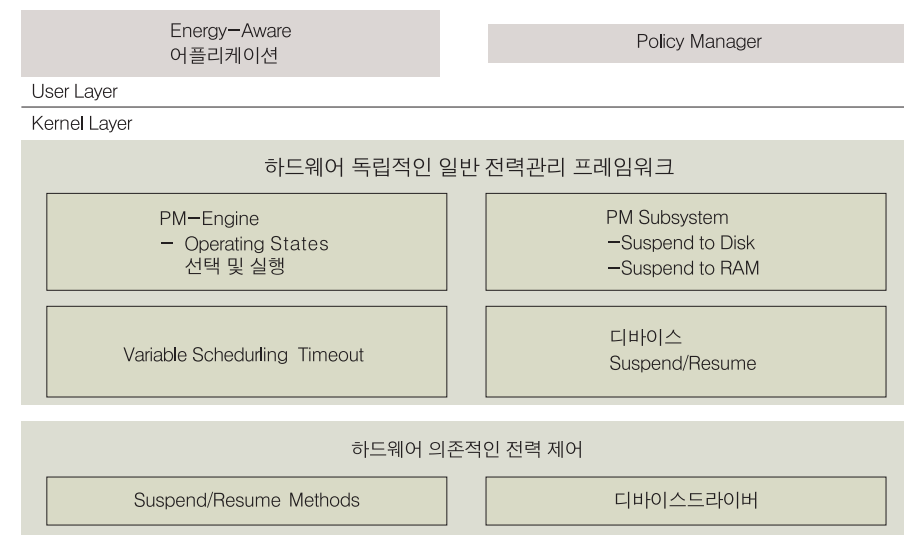 Energy-Aware
어플리케이션
Policy Manager
User Layer
Kernel Layer
하드웨어 독립적인 일반 전력관리 프레임워크
PM-Engine
- Operating States
선택 및 실행
PM Subsystem
-Suspend to Disk
-Suspend to RAM
Variable Schedurling Timeout
디바이스
Suspend/Resume
하드웨어 의존적인 전력 제어
Suspend/Resume Methods
디바이스드라이버